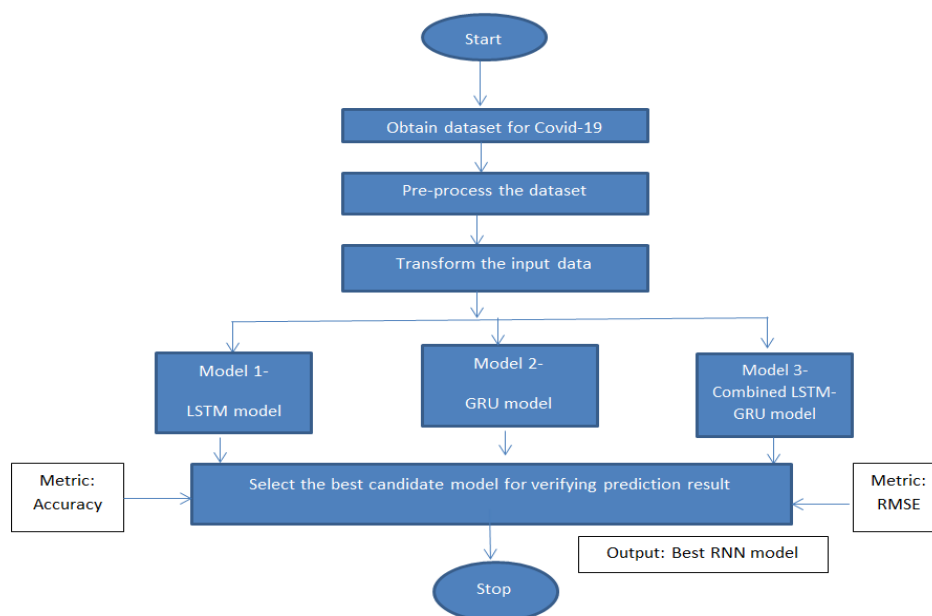 Start
Obtain dataset for Covid-19
Pre-process the dataset
Transform the input data
Model 1-
LSTM model
Model 2-
GRU model
Model 3-
Combined LSTM-
GRU model
Metric:
Accuracy
Select the best candidate model for verifying prediction result
Metric:
RMSE
Output: Best RNN model
Stop